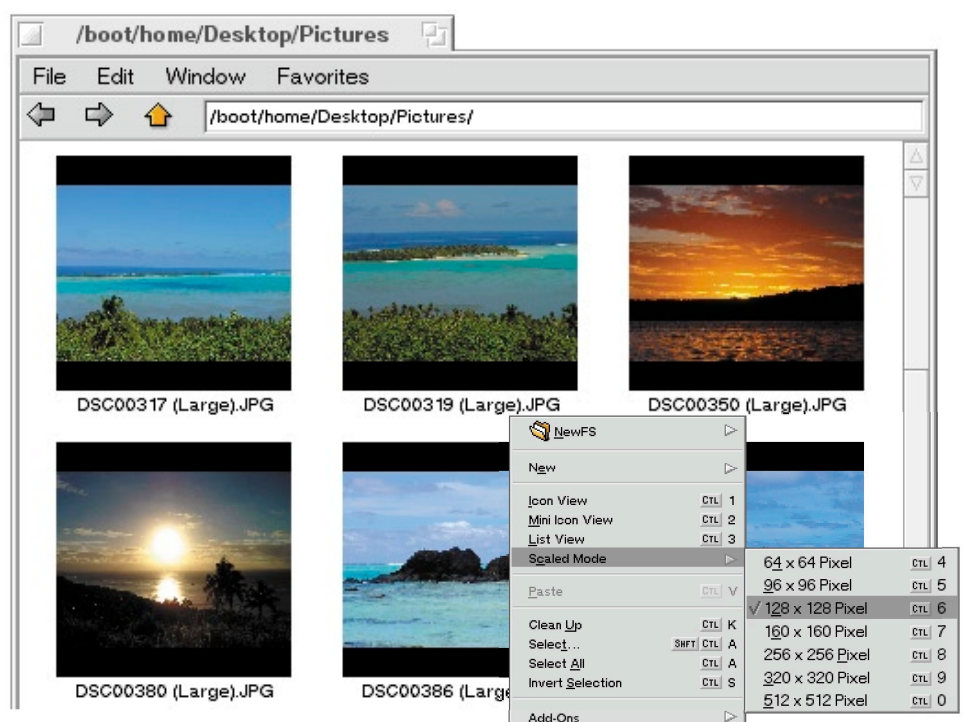 /boot/home/Desktop/Pictures
File Edit Window Favorites
/boot/home/Desktop/Pictures/
DSC00317 (Large).JPG
DSC00319 (Large).JPG
DSC00350 (Large).JPG
DSC00380 (Large).JPG
DSC00386 (Large
NewFS
New
Icon View CTL 1
Mini Icon View CTL 2
List View CTL 3
Scaled Mode
Paste CTL V
Clean Up CTL K
Select... SHFT CTL A
Select All CTL A
Invert Selection CTL S
Add-Ons
64 x 64 Pixel CTL 4
96 x 96 Pixel CTL 5
√ 128 x 128 Pixel CTL 6
160 x 160 Pixel CTL 7
256 x 256 Pixel CTL 8
320 x 320 Pixel CTL 9
512 x 512 Pixel CTL 0